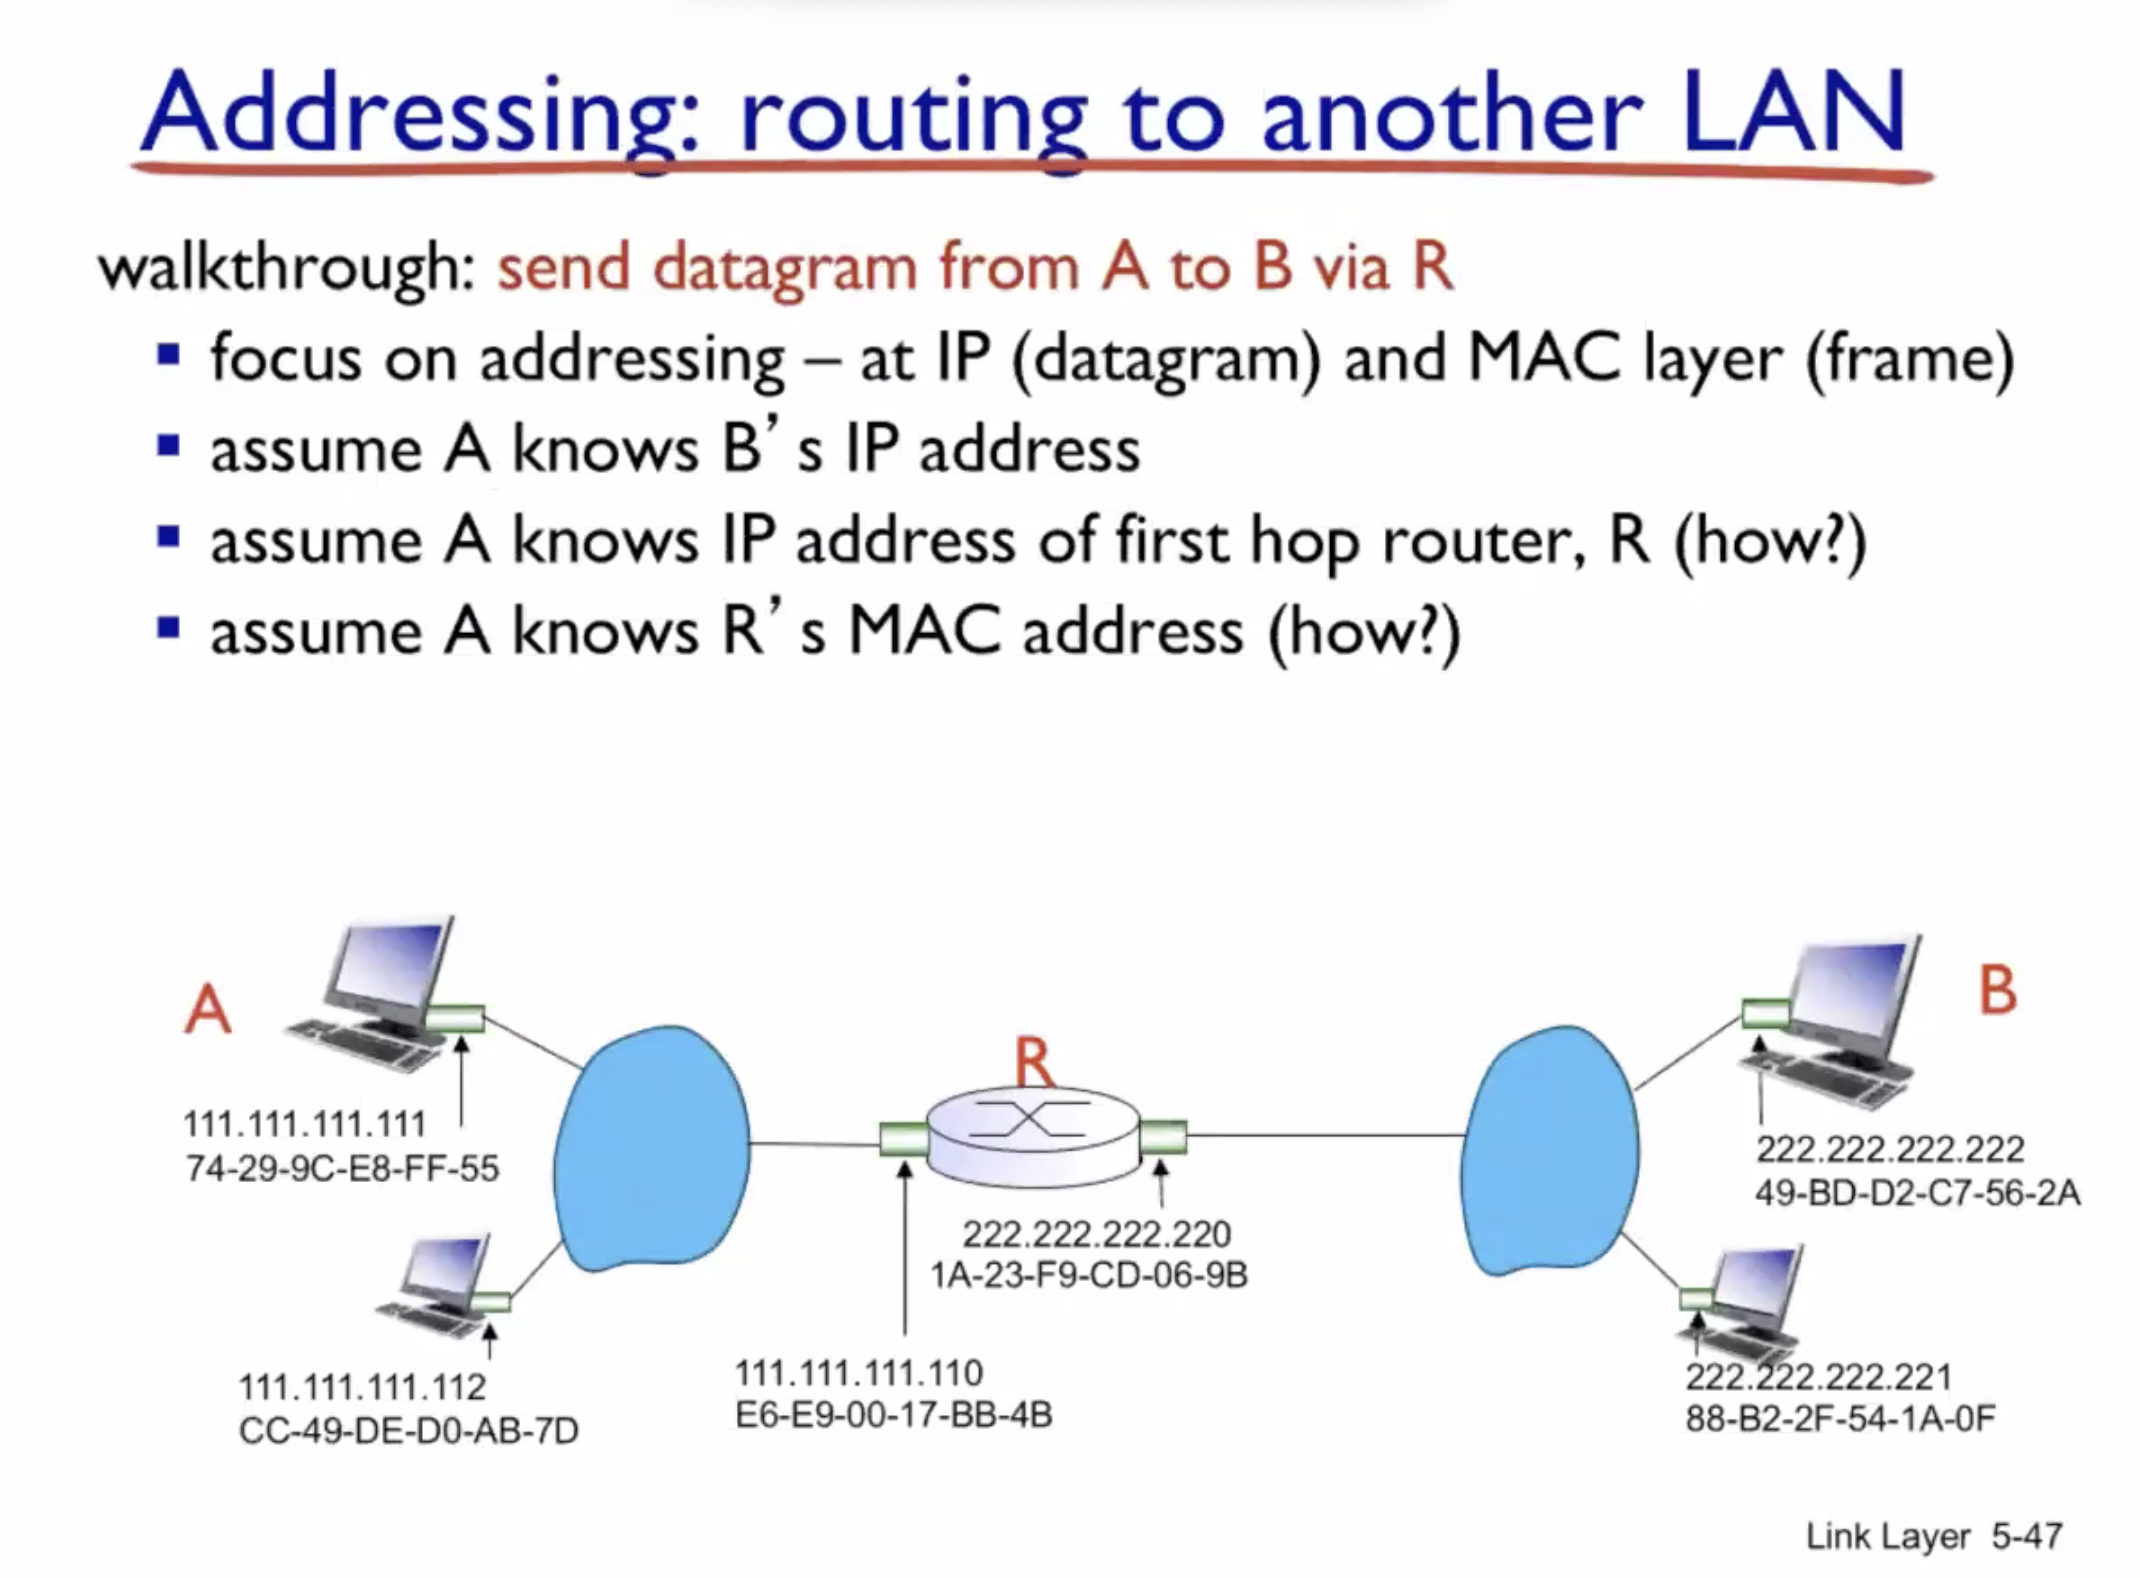 Addressing: routing to another LAN
walkthrough: send datagram from A to B via R
▪ focus on addressing – at IP (datagram) and MAC layer (frame)
▪ assume A knows B’s IP address
▪ assume A knows IP address of first hop router, R (how?)
▪ assume A knows R’s MAC address (how?)
A
B
R
111.111.111.111
74-29-9C-E8-FF-55
222.222.222.222
49-BD-D2-C7-56-2A
222.222.222.220
1A-23-F9-CD-06-9B
111.111.111.112
CC-49-DE-D0-AB-7D
111.111.111.110
E6-E9-00-17-BB-4B
222.222.222.221
88-B2-2F-54-1A-0F
Link Layer 5-47